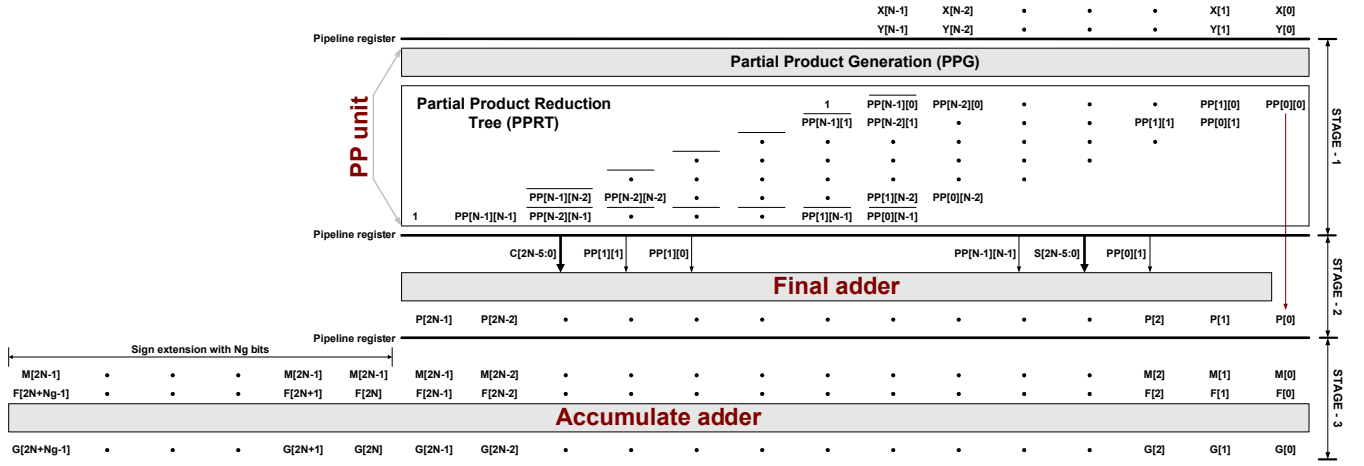 X[N-1] X[N-2] • • • X[1] X[0]
Y[N-1] Y[N-2] • • • Y[1] Y[0]
Pipeline register
Partial Product Generation (PPG)
PP unit
Partial Product Reduction
Tree (PPRT)
1 PP[N-1][0] PP[N-2][0] • • • PP[1][0] PP[0][0]
PP[N-1][1] PP[N-2][1] • • • PP[1][1] PP[0][1]
• • • • • •
• • • • • • •
• • • • • • •
PP[N-1][N-2] PP[N-2][N-2] • • • PP[1][N-2] PP[0][N-2]
1 PP[N-1][N-1] PP[N-2][N-1] • • • PP[1][N-1] PP[0][N-1]
STAGE - 1
Pipeline register
C[2N-5:0] PP[1][1] PP[1][0] PP[N-1][N-1] S[2N-5:0] PP[0][1]
Final adder
P[2N-1] P[2N-2] • • • • • • • • • P[2] P[1] P[0]
STAGE - 2
Pipeline register
Sign extension with Ng bits
M[2N-1] • • • M[2N-1] M[2N-1] M[2N-1] M[2N-2] • • • • • • • • • M[2] M[1] M[0]
F[2N+Ng-1] • • • F[2N+1] F[2N] F[2N-1] F[2N-2] • • • • • • • • • F[2] F[1] F[0]
Accumulate adder
G[2N+Ng-1] • • • G[2N+1] G[2N] G[2N-1] G[2N-2] • • • • • • • • • G[2] G[1] G[0]
STAGE - 3